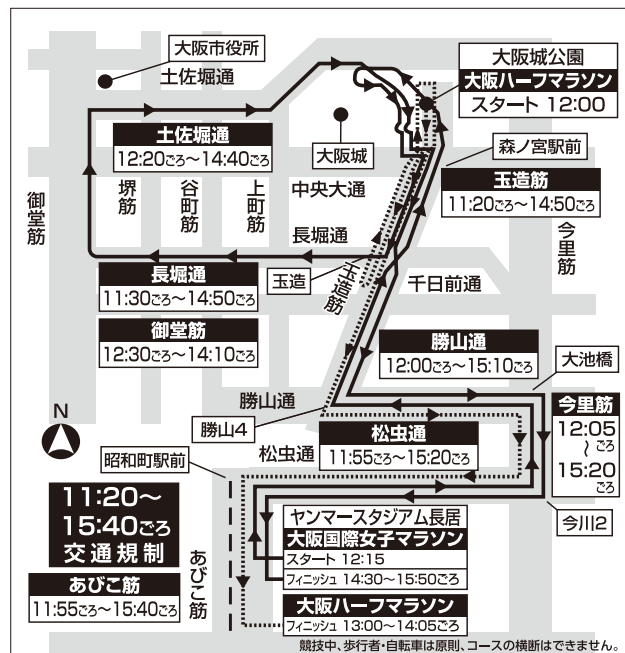 大阪市役所
土佐堀通
大阪城公園
大阪ハーフマラソン
スタート 12:00
土佐堀通
12:20ごろ〜14:40ごろ
大阪城
森ノ宮駅前
玉造筋
11:20ごろ〜14:50ごろ
御堂筋
堺筋
谷町筋
上町筋
中央大通
今里筋
長堀通
長堀通
11:30ごろ〜14:50ごろ
玉造
玉造筋
千日前通
御堂筋
12:30ごろ〜14:10ごろ
勝山通
12:00ごろ〜15:10ごろ
大池橋
勝山通
今里筋
12:05
ごろ
〜
15:20
ごろ
N
勝山4
松虫通
松虫通
11:55ごろ〜15:20ごろ
昭和町駅前
今川2
11:20〜
15:40ごろ
交通規制
あびこ筋
ヤンマースタジアム長居
大阪国際女子マラソン
スタート 12:15
フィニッシュ 14:30〜15:50ごろ
あびこ筋
11:55ごろ〜15:40ごろ
大阪ハーフマラソン
フィニッシュ 13:00〜14:05ごろ
競技中、歩行者・自転車は原則、コースの横断はできません。